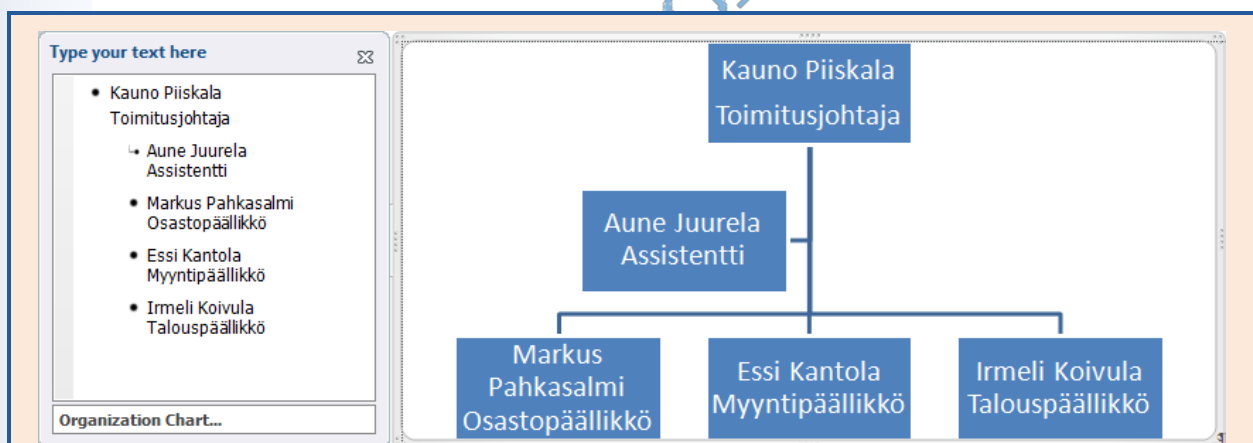 Type your text here
Kauno Piiskala
Toimitusjohtaja
Aune Juurela
Assistentti
Markus Pahkasalmi
Osastopäällikkö
Essi Kantola
Myyntipäällikkö
Irmeli Koivula
Talouspäällikkö
Organization Chart...
Kauno Piiskala
Toimitusjohtaja
Aune Juurela
Assistentti
Markus
Pahkasalmi
Osastopäällikkö
Essi Kantola
Myyntipäällikkö
Irmeli Koivula
Talouspäällikkö